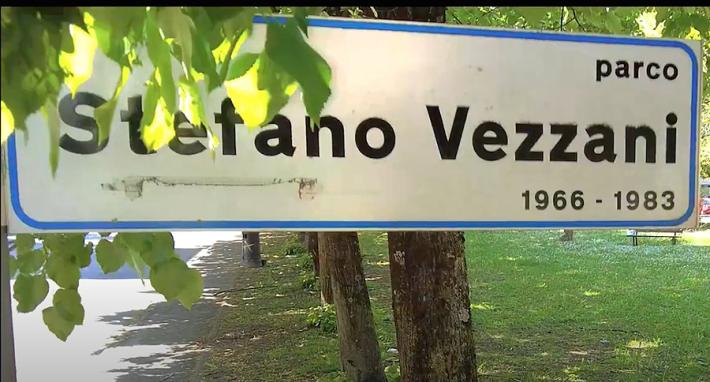 parco
Stefano Vezzani
1966 - 1983